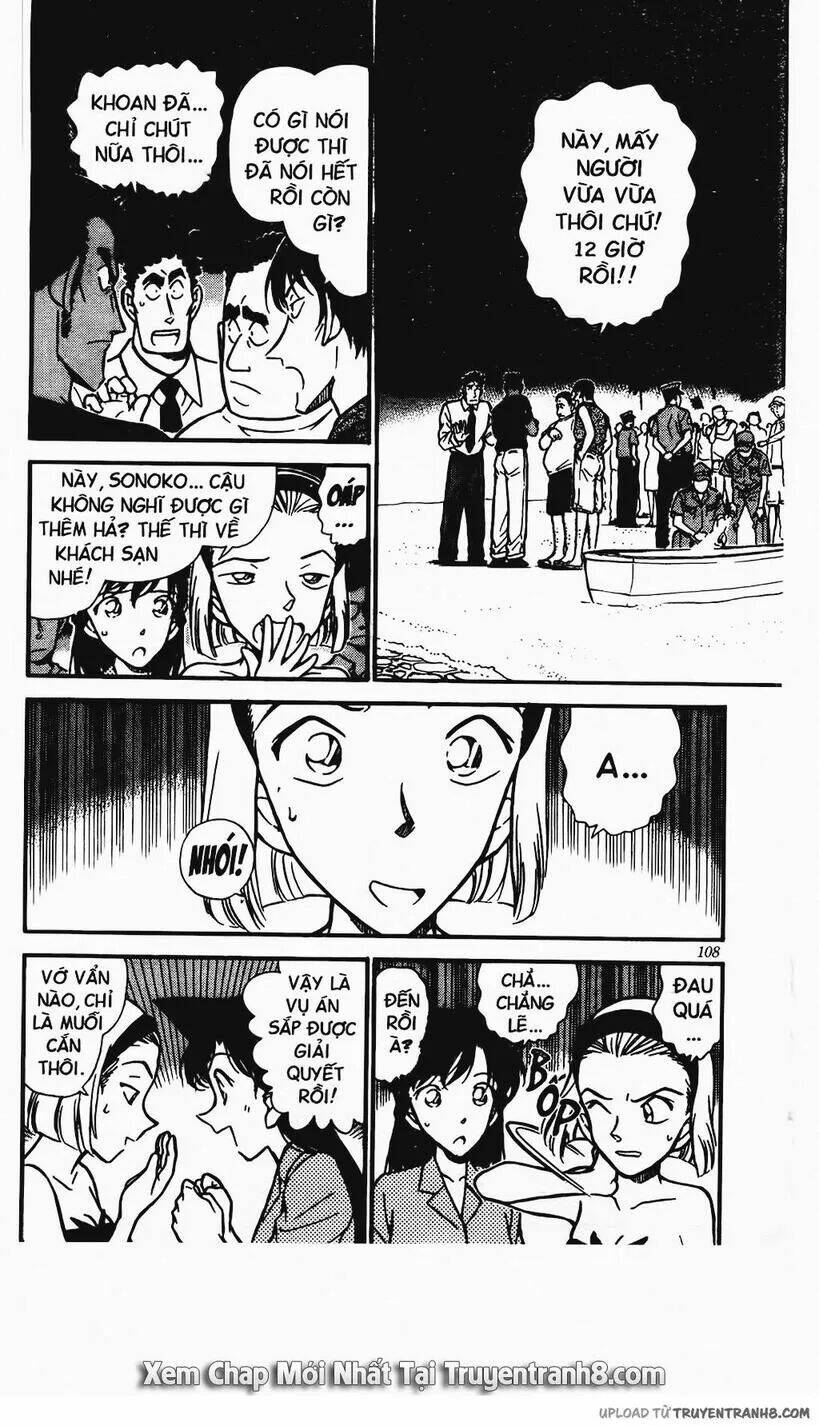 NÀY, MẤY
NGƯỜI
VỪA VỪA
THÔI CHỨ!
12 GIỜ
RỒI!!
CÓ GÌ NÓI
ĐƯỢC THÌ
ĐÃ NÓI HẾT
RỒI CÒN
GÌ?
KHOAN ĐÃ...
CHỈ CHÚT
NỮA THÔI...
OÁP
...
NÀY, SONOKO... CẬU
KHÔNG NGHĨ ĐƯỢC GÌ
THÊM HẢ? THẾ THÌ VỀ
KHÁCH SẠN
NHÉ!
A...
NHÓI!
108
ĐAU
QUÁ
...
BỐP
CHẲ...
CHẲNG
LẼ...
ĐẾN
RỒI
À?
VẬY LÀ
VỤ ÁN
SẮP ĐƯỢC
GIẢI
QUYẾT
RỒI!
VỚ VẨN
NÀO, CHỈ
LÀ MUỖI
CẮN
THÔI.
Xem Chap Mới Nhất Tại Truyentranh8.com
UPLOAD TỪ TRUYENTRANH8.COM